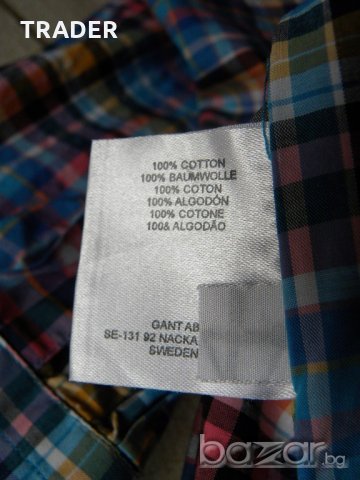 TRADER
100% COTTON
100% BAUMWOLLE
100% COTON
100% ALGODÓN
100% COTONE
100& ALGODÃO
GANT AB
SE-131 92 NACKA
SWEDEN
bazar.bg